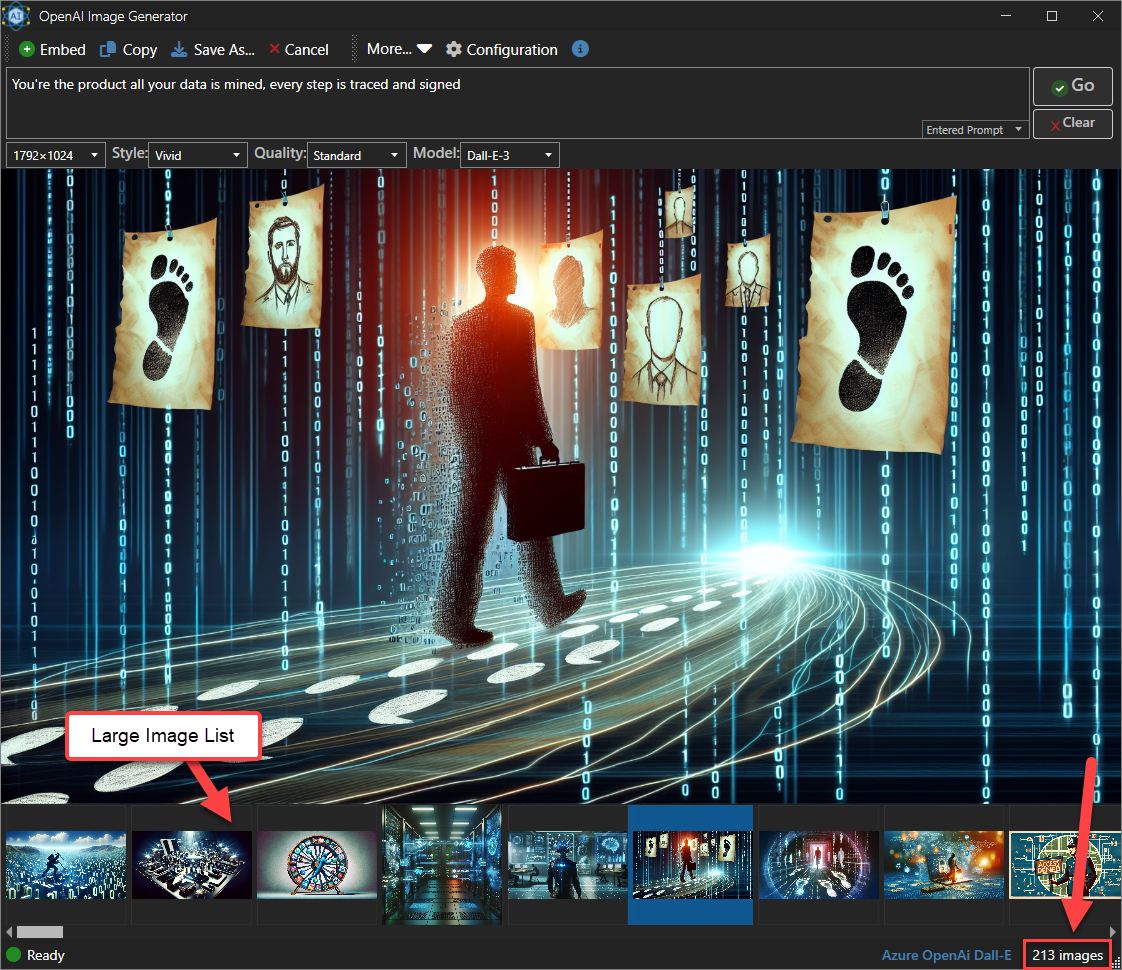 OpenAI Image Generator
Embed Copy Save As... Cancel More... Configuration
You're the product all your data is mined, every step is traced and signed
Go
Entered Prompt
Clear
1792×1024 Style: Vivid Quality: Standard Model: Dall-E-3
Large Image List
ACCESS
DENIED
Ready
Azure OpenAi Dall-E 213 images